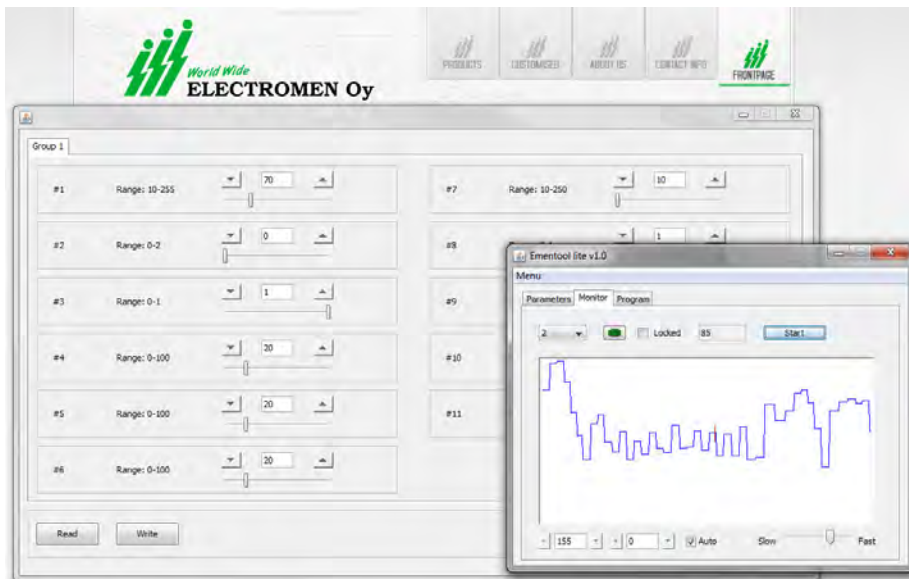 World Wide
ELECTROMEN Oy
PRODUCTS
CUSTOMISED
ABOUT US
CONTACT INFO
FRONTPAGE
Group 1
#1 Range: 10-255 70
#2 Range: 0-2 0
#3 Range: 0-1 1
#4 Range: 0-100 20
#5 Range: 0-100 20
#6 Range: 0-100 20
#7 Range: 10-250 10
#8 1
#9
#10
#11
Read Write
Ementool lite v1.0
Menu
Parameters Monitor Program
2 Locked 85 Start
155 0 Auto Slow Fast